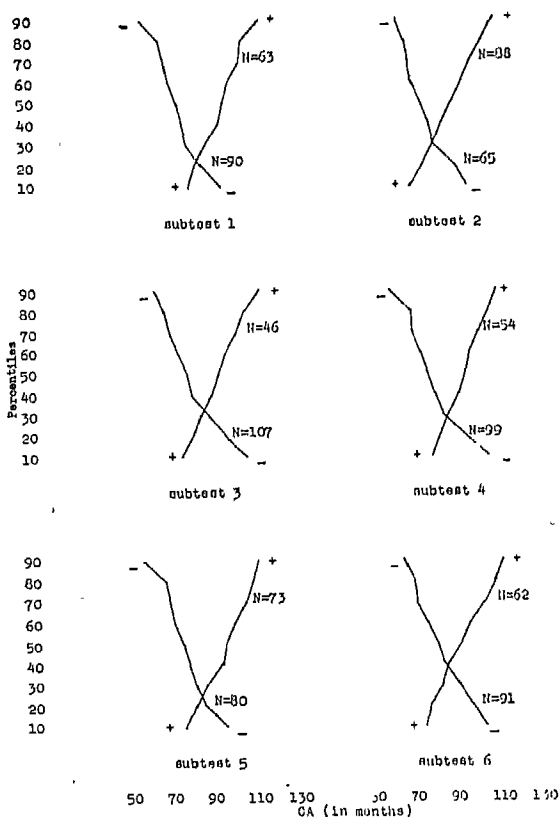 90
80
70
60
50
40
30
20
10
− +
N=63
N=90
+ −
subtest 1
− +
N=88
N=65
+ −
subtest 2
Percentiles
90
80
70
60
50
40
30
20
10
− +
N=46
N=107
+ −
subtest 3
− +
N=54
N=99
+ −
subtest 4
90
80
70
60
50
40
30
20
10
− +
N=73
N=80
+ −
subtest 5
− +
N=62
N=91
+ −
subtest 6
50 70 90 110 130 50 70 90 110 130
CA (in months)